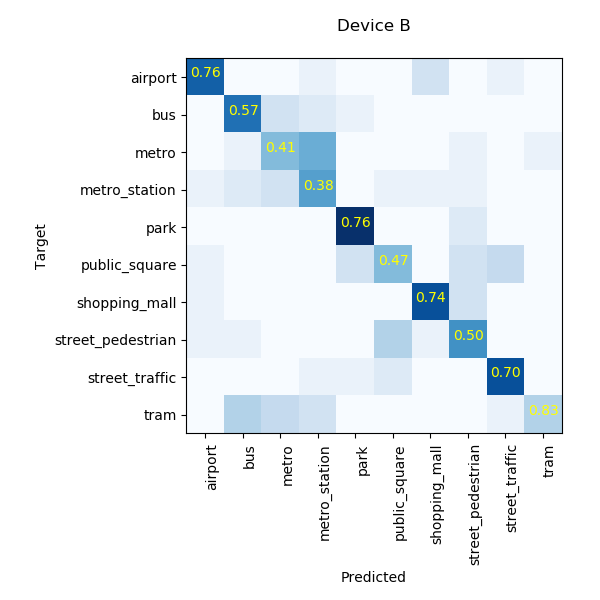 Device B
airport
bus
metro
metro_station
park
public_square
shopping_mall
street_pedestrian
street_traffic
tram
Target
0.76
0.57
0.41
0.38
0.76
0.47
0.74
0.50
0.70
0.83
airport
bus
metro
metro_station
park
public_square
shopping_mall
street_pedestrian
street_traffic
tram
Predicted